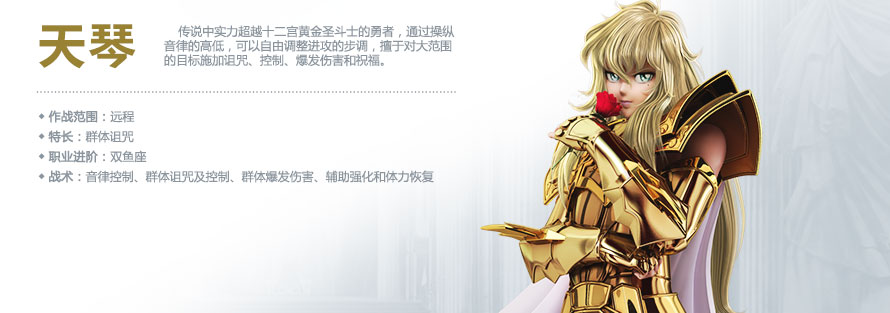 天琴
传说中实力超越十二宫黄金圣斗士的勇者，通过操纵
音律的高低，可以自由调整进攻的步调，擅于对大范围
的目标施加诅咒、控制、爆发伤害和祝福。
作战范围：远程
特长：群体诅咒
职业进阶：双鱼座
战术：音律控制、群体诅咒及控制、群体爆发伤害、辅助强化和体力恢复